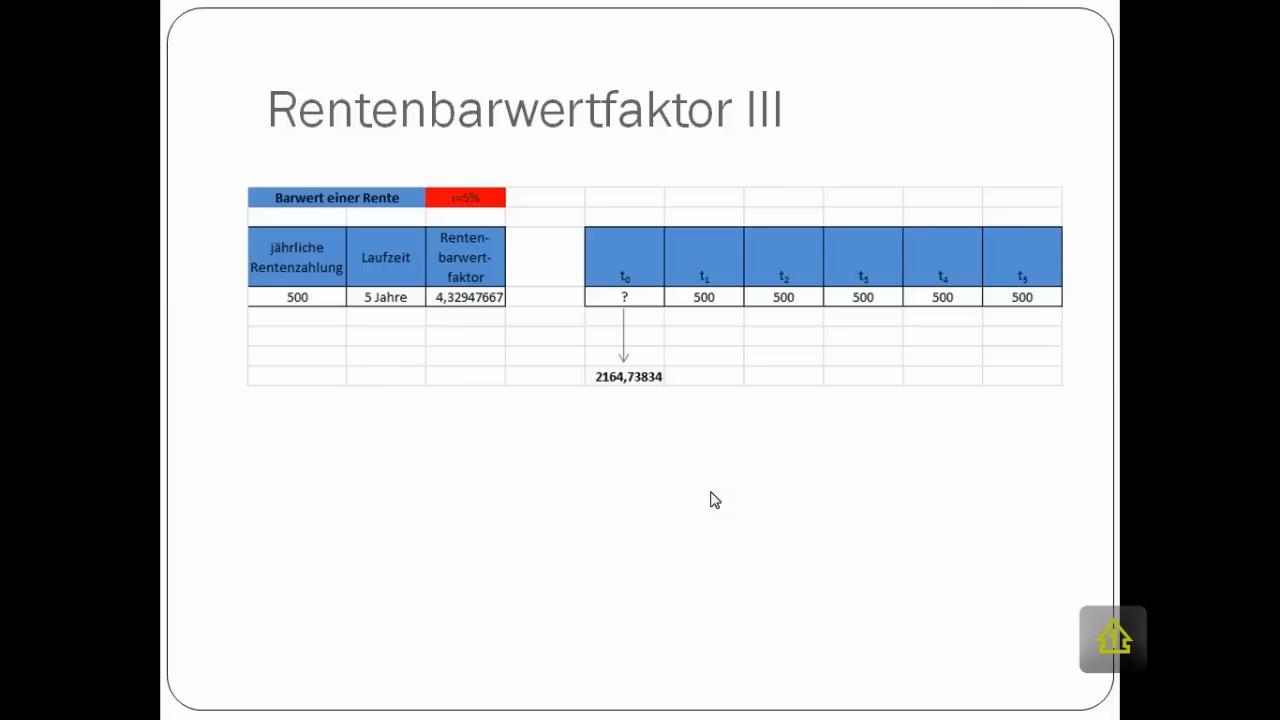 Rentenbarwertfaktor III
Barwert einer Rente i=5%
jährliche
Rentenzahlung
Laufzeit
Renten-
barwert-
faktor
t0 t1 t2 t3 t4 t5
500 5 Jahre 4,32947667 ? 500 500 500 500 500
2164,73834
1